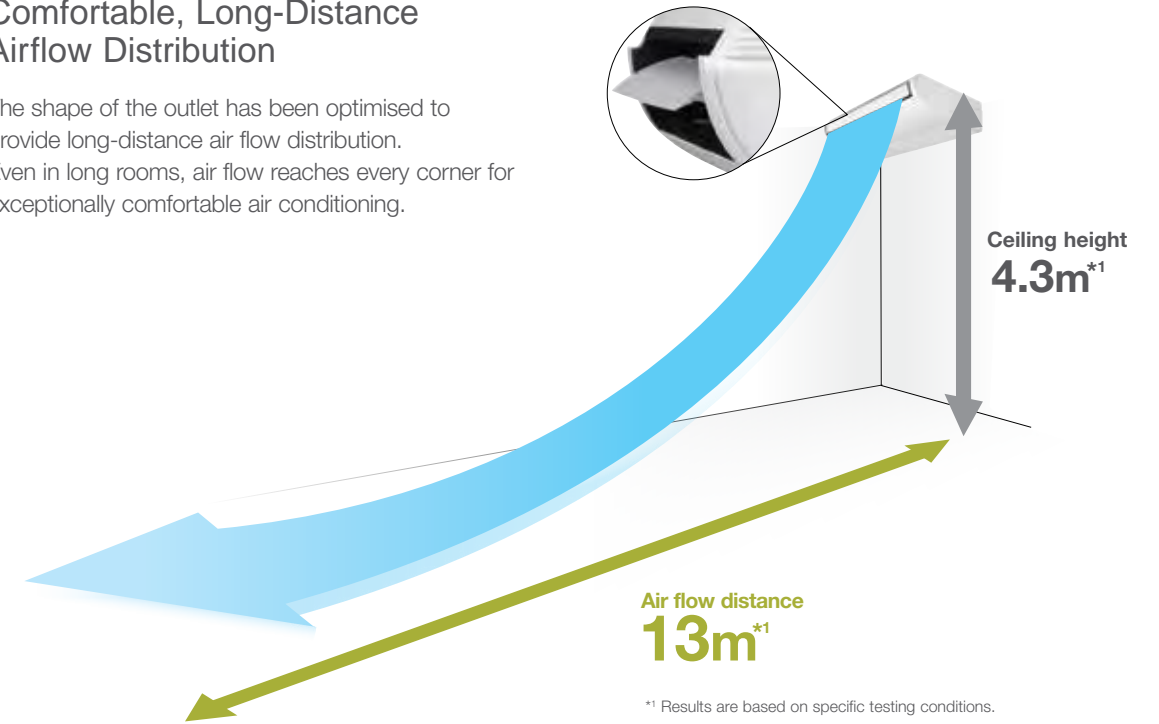 Comfortable, Long-Distance
Airflow Distribution
he shape of the outlet has been optimised to
rovide long-distance air flow distribution.
ven in long rooms, air flow reaches every corner for
xceptionally comfortable air conditioning.
Ceiling height
4.3m*1
Air flow distance
13m*1
*1 Results are based on specific testing conditions.